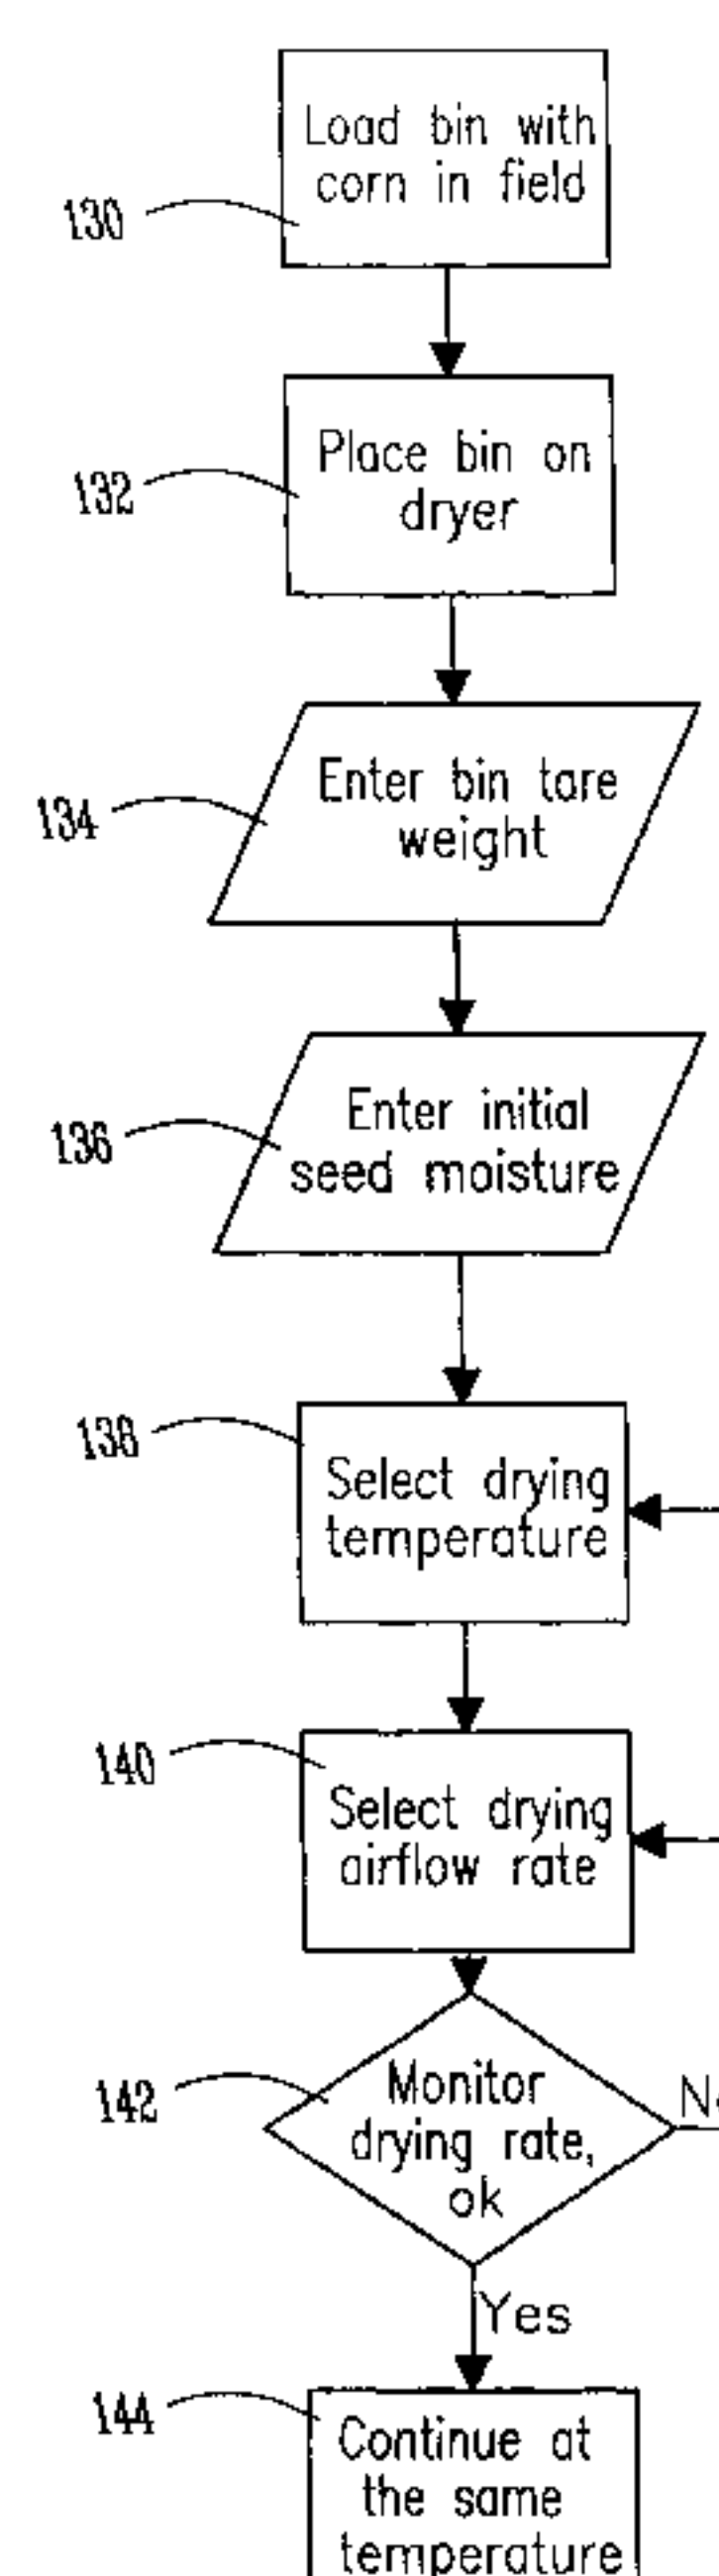 Load bin with
corn in field
130
Place bin on
dryer
132
Enter bin tare
weight
134
Enter initial
seed moisture
136
Select drying
temperature
138
Select drying
airflow rate
140
Monitor
drying rate,
ok
142
Yes
Continue at
the same
temperature
144